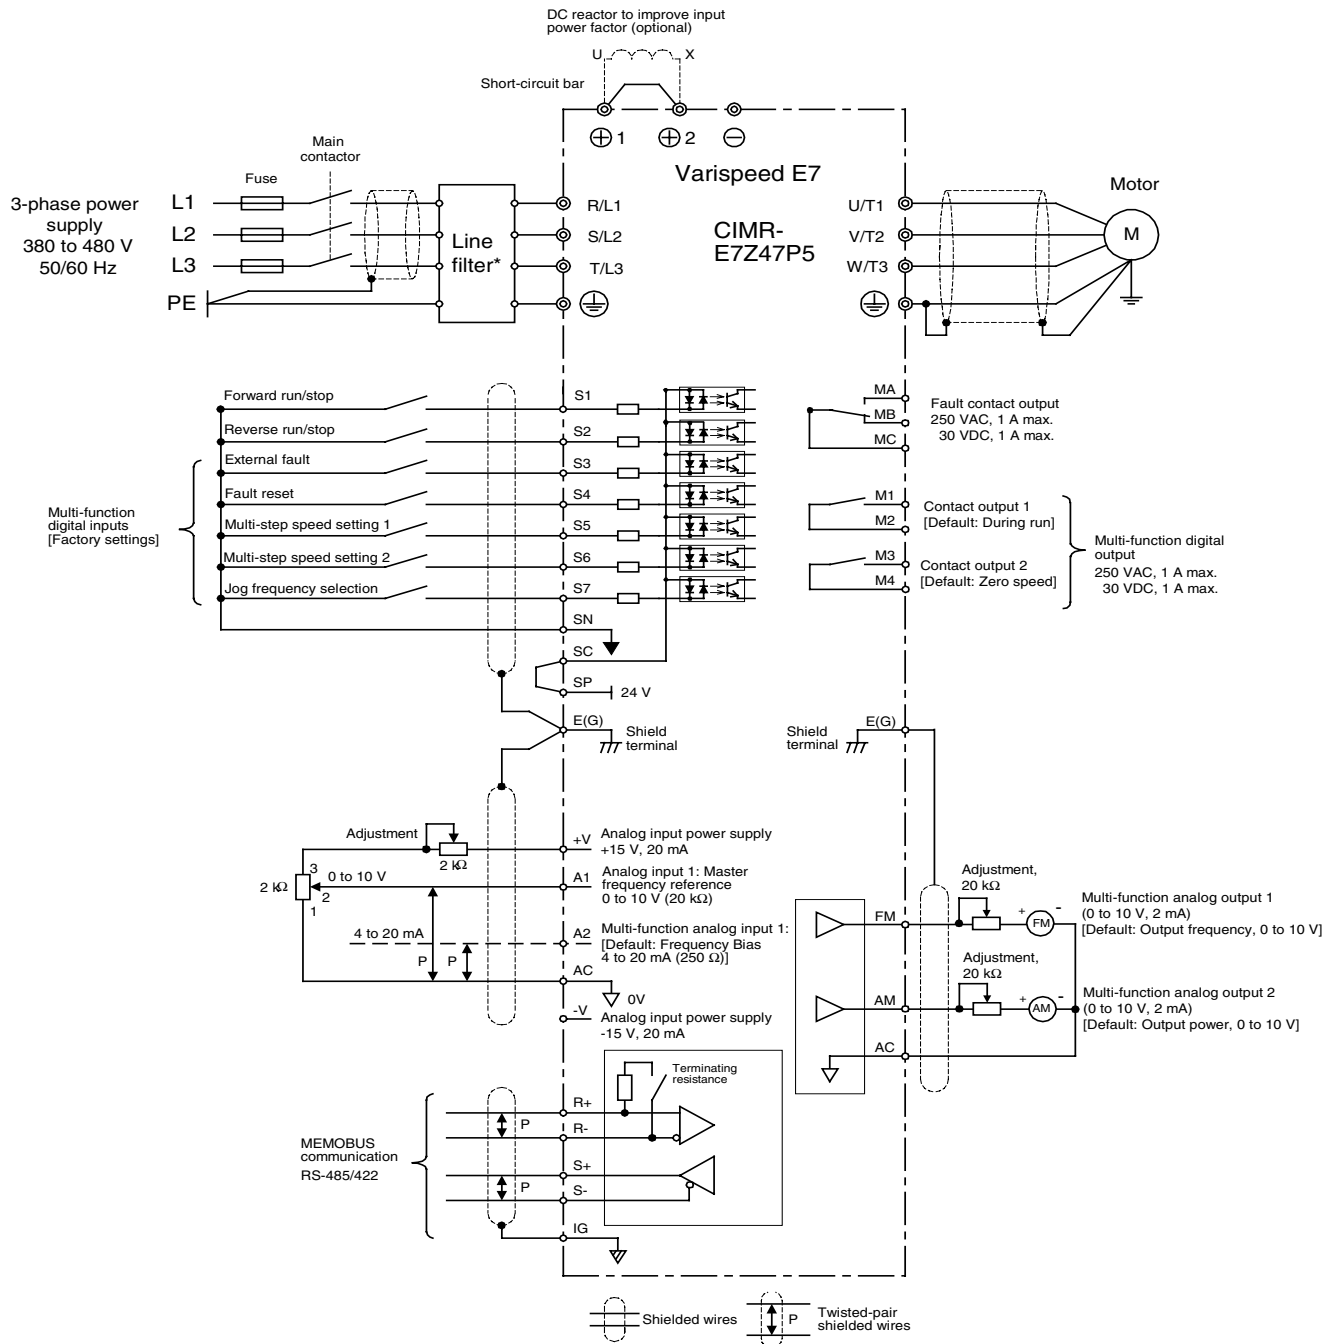 DC reactor to improve input
power factor (optional)
U X
Short-circuit bar
1 2
Main
contactor
Fuse
Varispeed E7
CIMR-
E7Z47P5
3-phase power
supply
380 to 480 V
50/60 Hz
L1
L2
L3
PE
Line
filter*
R/L1
S/L2
T/L3
U/T1
V/T2
W/T3
Motor
M
Multi-function
digital inputs
[Factory settings]
Forward run/stop
Reverse run/stop
External fault
Fault reset
Multi-step speed setting 1
Multi-step speed setting 2
Jog frequency selection
S1
S2
S3
S4
S5
S6
S7
SN
SC
SP
24 V
E(G)
Shield
terminal
MA
MB
MC
Fault contact output
250 VAC, 1 A max.
30 VDC, 1 A max.
M1
M2
Contact output 1
[Default: During run]
M3
M4
Contact output 2
[Default: Zero speed]
Multi-function digital
output
250 VAC, 1 A max.
30 VDC, 1 A max.
Shield
terminal
E(G)
Adjustment
2 kΩ
2 kΩ
3
2
1
0 to 10 V
4 to 20 mA
P
P
+V
Analog input power supply
+15 V, 20 mA
A1
Analog input 1: Master
frequency reference
0 to 10 V (20 kΩ)
A2
Multi-function analog input 1:
[Default: Frequency Bias
4 to 20 mA (250 Ω)]
AC
0V
-V
Analog input power supply
-15 V, 20 mA
FM
Adjustment,
20 kΩ
+ -
FM
Multi-function analog output 1
(0 to 10 V, 2 mA)
[Default: Output frequency, 0 to 10 V]
AM
Adjustment,
20 kΩ
+ -
AM
Multi-function analog output 2
(0 to 10 V, 2 mA)
[Default: Output power, 0 to 10 V]
AC
MEMOBUS
communication
RS-485/422
P
P
R+
R-
S+
S-
IG
Terminating
resistance
Shielded wires
P
Twisted-pair
shielded wires